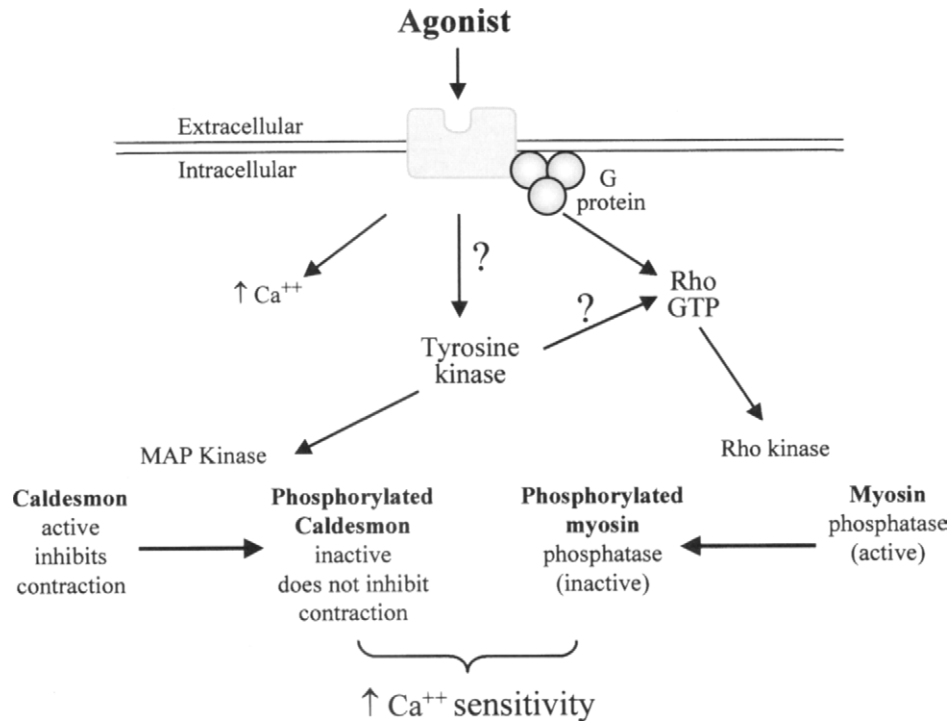 Agonist
Extracellular
Intracellular
G
protein
?
↑ Ca++
?
Rho
GTP
Tyrosine
kinase
MAP Kinase
Rho kinase
Caldesmon
active
inhibits
contraction
Phosphorylated
Caldesmon
inactive
does not inhibit
contraction
Phosphorylated
myosin
phosphatase
(inactive)
Myosin
phosphatase
(active)
↑ Ca++ sensitivity